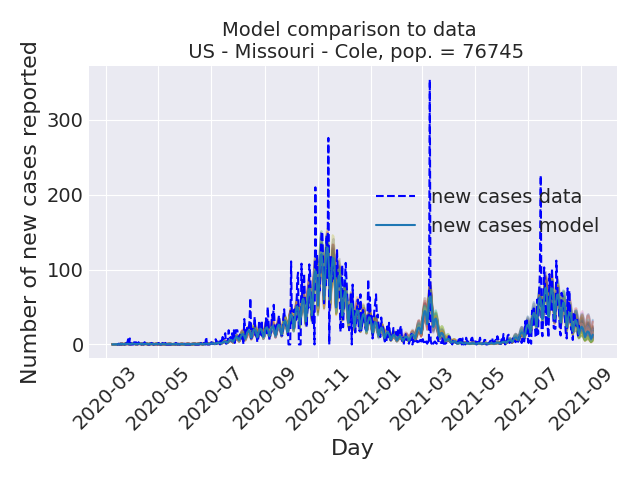 Model comparison to data
US - Missouri - Cole, pop. = 76745
Number of new cases reported
300
200
100
0
new cases data
new cases model
2020-03
2020-05
2020-07
2020-09
2020-11
2021-01
2021-03
2021-05
2021-07
2021-09
Day